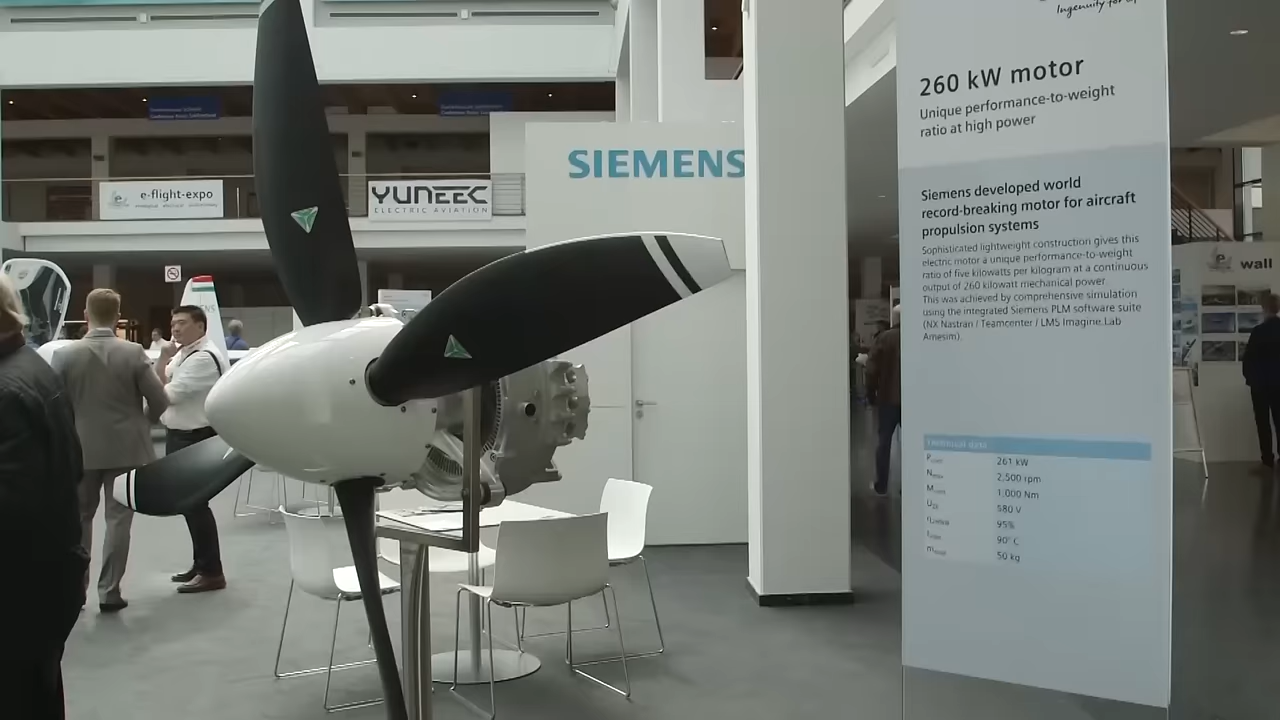 SIEMENS
e-flight-expo
YUNEEC
ELECTRIC AVIATION
Ingenuity for
260 kW motor
Unique performance-to-weight
ratio at high power
Siemens developed world
record-breaking motor for aircraft
propulsion systems
Sophisticated lightweight construction gives this
electric motor a unique performance-to-weight
ratio of five kilowatts per kilogram at a continuous
output of 260 kilowatt mechanical power.
This was achieved by comprehensive simulation
using the integrated Siemens PLM software suite
(NX Nastran / Teamcenter / LMS Imagine.Lab
Amesim).
Technical data
261 kW
2.500 rpm
1.000 Nm
580 V
95%
90° C
50 kg
wall